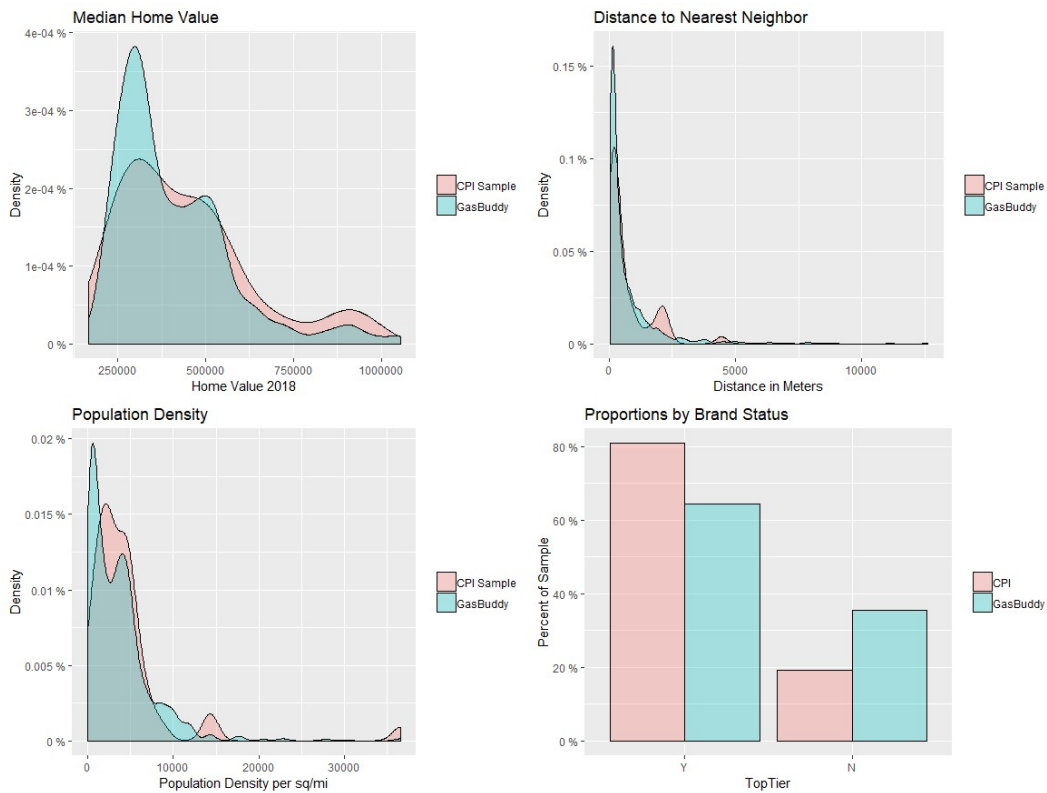 Median Home Value
4e-04 %
3e-04 %
2e-04 %
1e-04 %
0 %
Density
250000 500000 750000 1000000
Home Value 2018
CPI Sample
GasBuddy
Distance to Nearest Neighbor
0.15 %
0.1 %
0.05 %
0 %
Density
0 5000 10000
Distance in Meters
CPI Sample
GasBuddy
Population Density
0.02 %
0.015 %
0.01 %
0.005 %
0 %
Density
0 10000 20000 30000
Population Density per sq/mi
CPI Sample
GasBuddy
Proportions by Brand Status
80 %
60 %
40 %
20 %
0 %
Percent of Sample
Y N
TopTier
CPI
GasBuddy